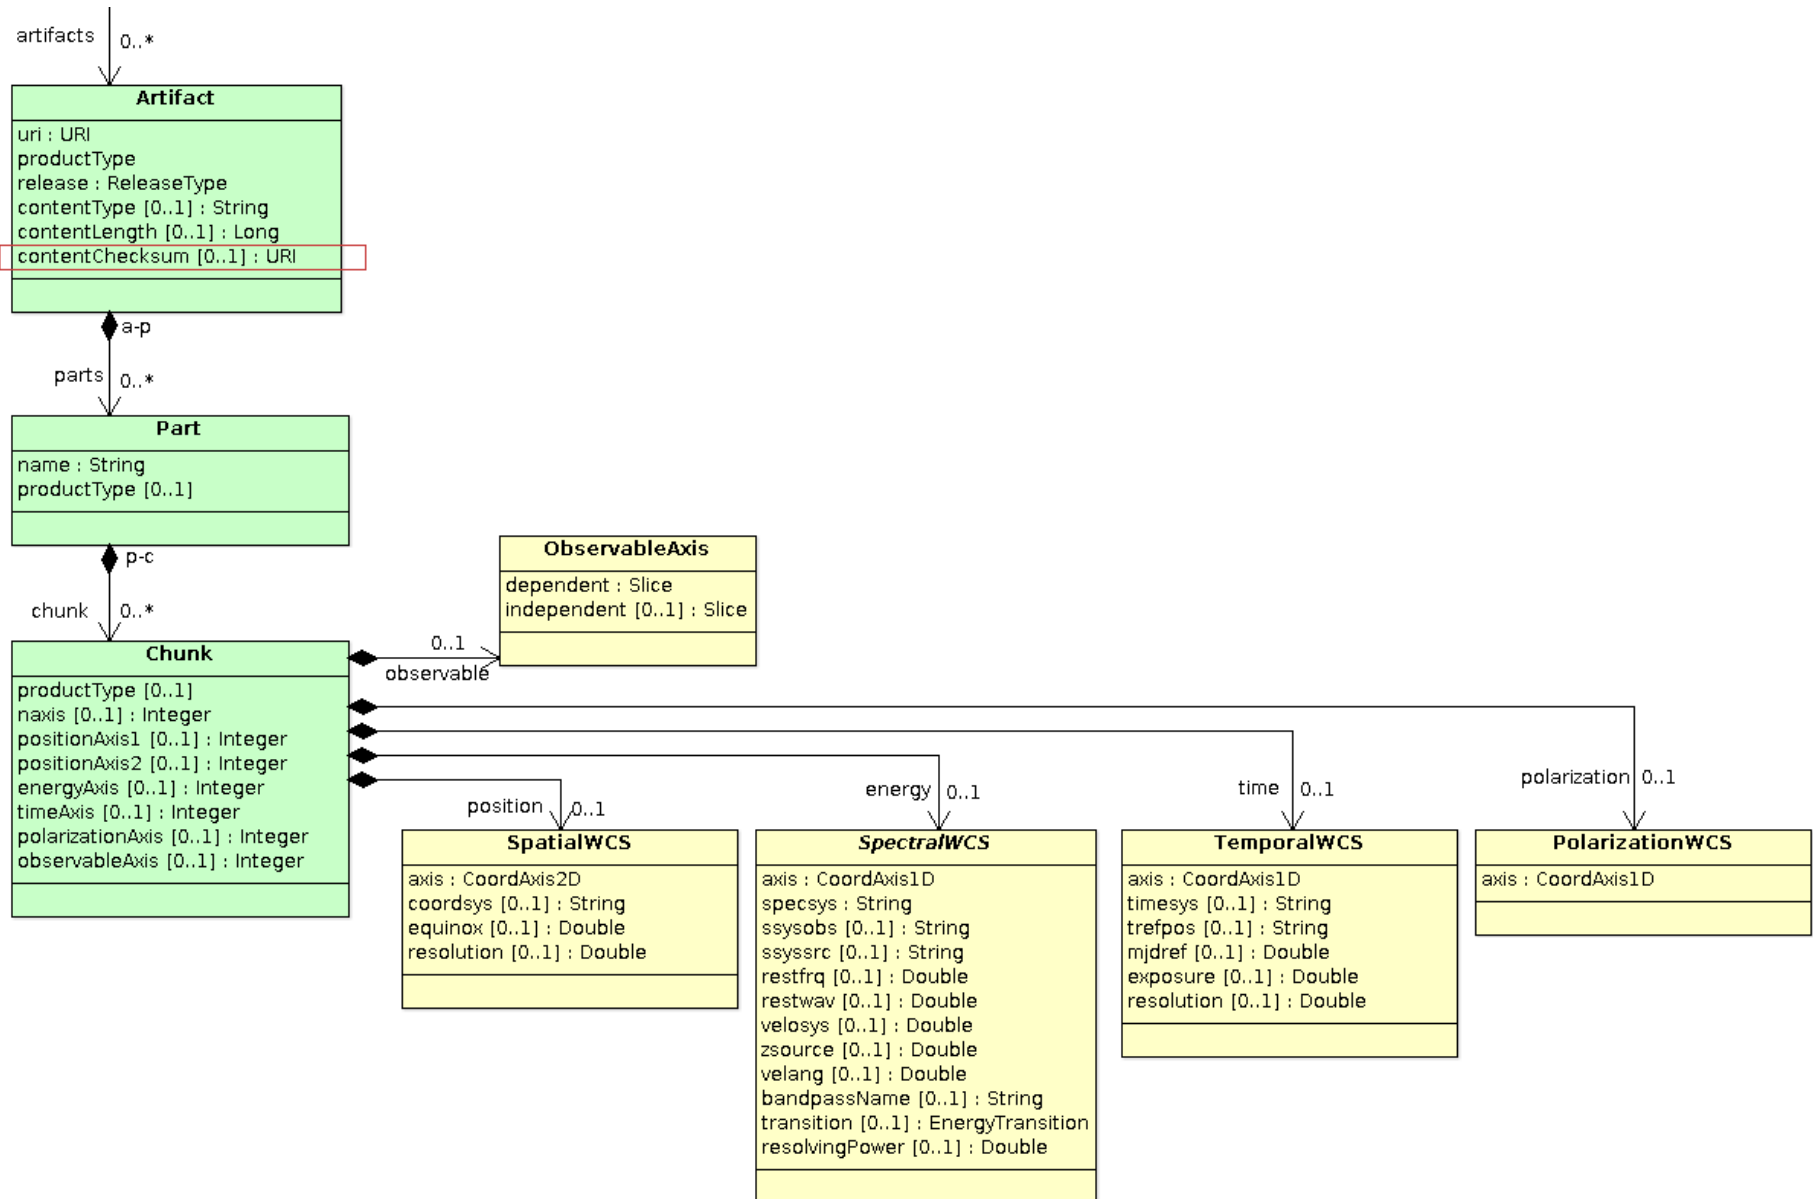 artifacts
0..*
Artifact
uri : URI
productType
release : ReleaseType
contentType [0..1] : String
contentLength [0..1] : Long
contentChecksum [0..1] : URI
a-p
parts
0..*
Part
name : String
productType [0..1]
p-c
chunk
0..*
Chunk
productType [0..1]
naxis [0..1] : Integer
positionAxis1 [0..1] : Integer
positionAxis2 [0..1] : Integer
energyAxis [0..1] : Integer
timeAxis [0..1] : Integer
polarizationAxis [0..1] : Integer
observableAxis [0..1] : Integer
0..1
observable
ObservableAxis
dependent : Slice
independent [0..1] : Slice
position
0..1
SpatialWCS
axis : CoordAxis2D
coordsys [0..1] : String
equinox [0..1] : Double
resolution [0..1] : Double
energy
0..1
SpectralWCS
axis : CoordAxis1D
specsys : String
ssysobs [0..1] : String
ssyssrc [0..1] : String
restfrq [0..1] : Double
restwav [0..1] : Double
velosys [0..1] : Double
zsource [0..1] : Double
velang [0..1] : Double
bandpassName [0..1] : String
transition [0..1] : EnergyTransition
resolvingPower [0..1] : Double
time
0..1
TemporalWCS
axis : CoordAxis1D
timesys [0..1] : String
trefpos [0..1] : String
mjdref [0..1] : Double
exposure [0..1] : Double
resolution [0..1] : Double
polarization
0..1
PolarizationWCS
axis : CoordAxis1D